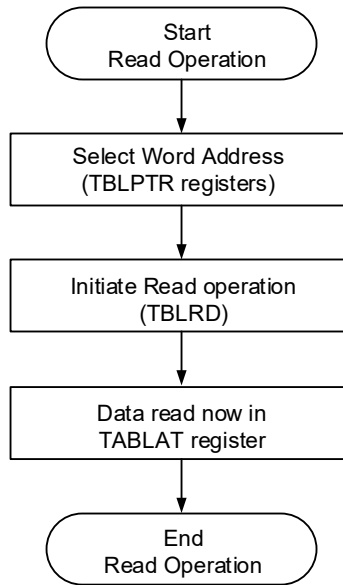 Start
Read Operation
Select Word Address
(TBLPTR registers)
Initiate Read operation
(TBLRD)
Data read now in
TABLAT register
End
Read Operation